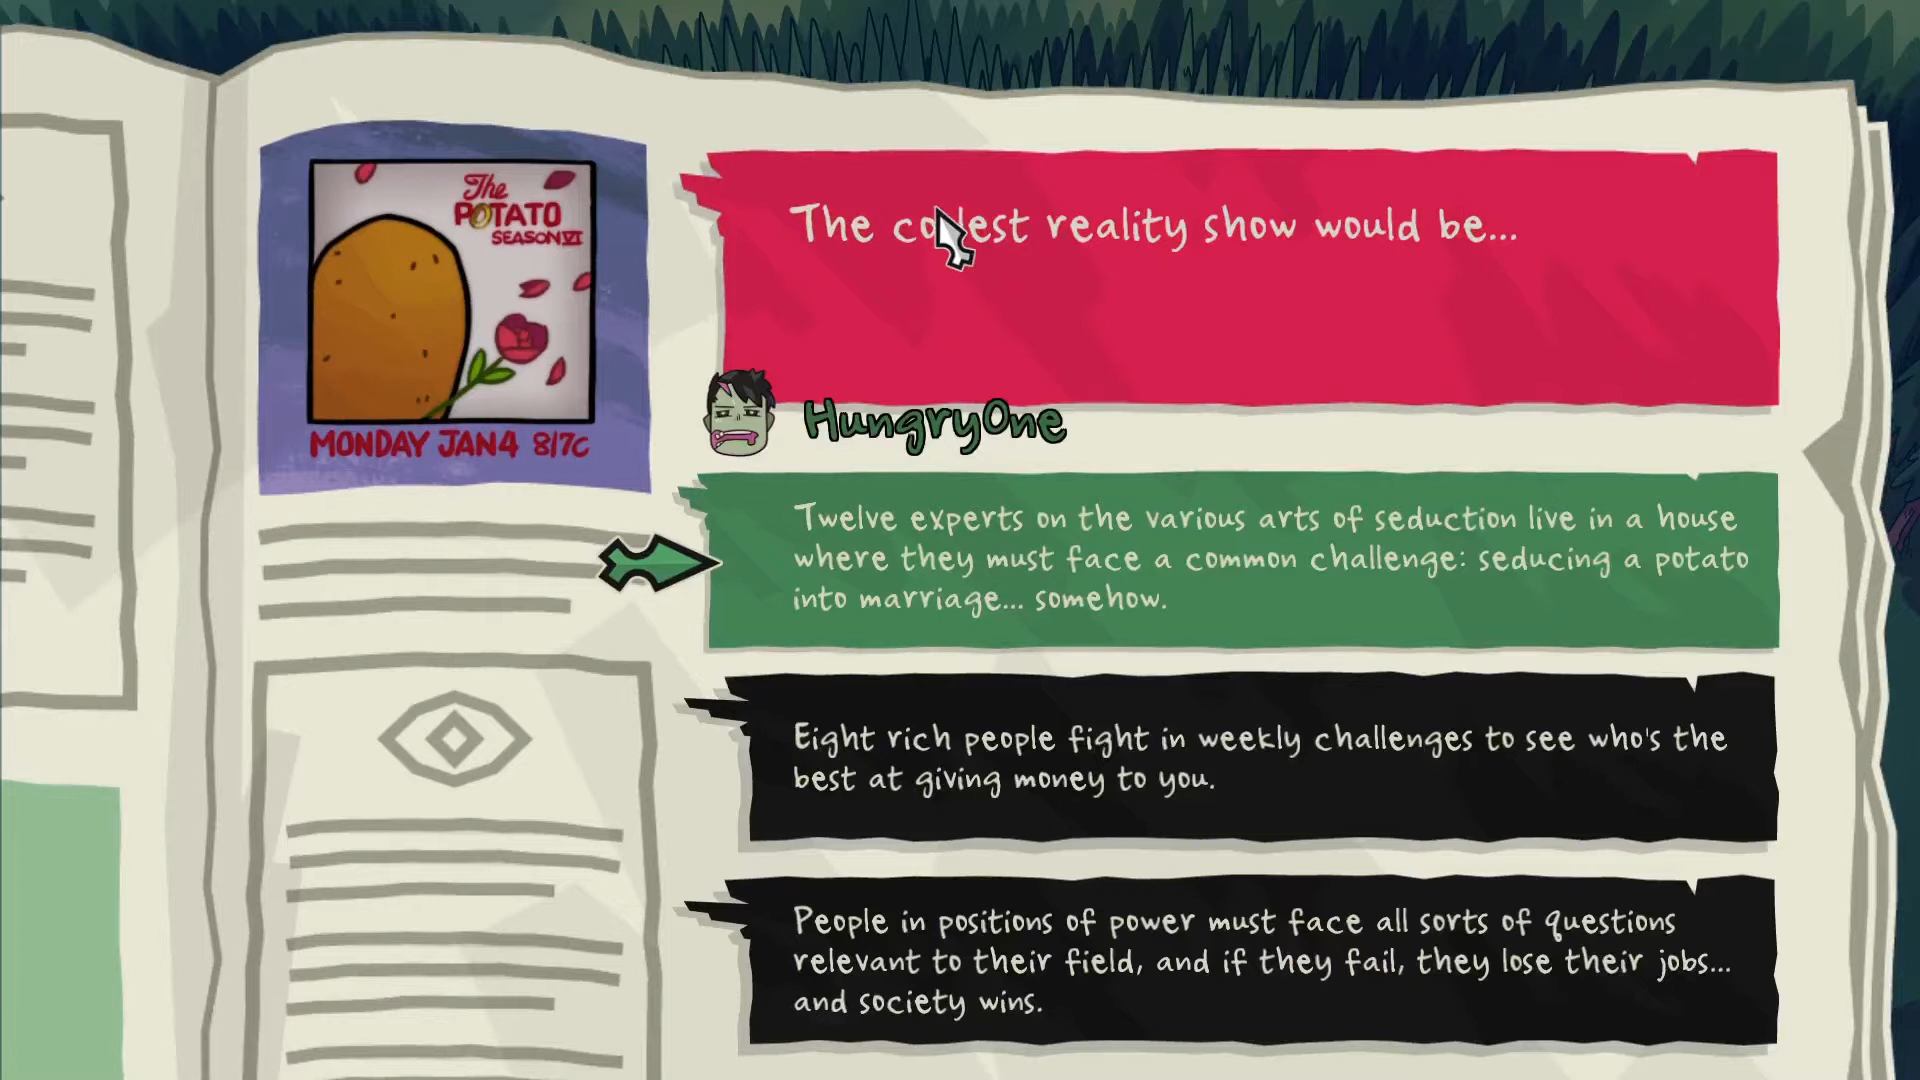 The
POTATO
SEASON VI
MONDAY JAN 4 8/7C
The coolest reality show would be...
HungryOne
Twelve experts on the various arts of seduction live in a house
where they must face a common challenge: seducing a potato
into marriage... somehow.
Eight rich people fight in weekly challenges to see who's the
best at giving money to you.
People in positions of power must face all sorts of questions
relevant to their field, and if they fail, they lose their jobs...
and society wins.